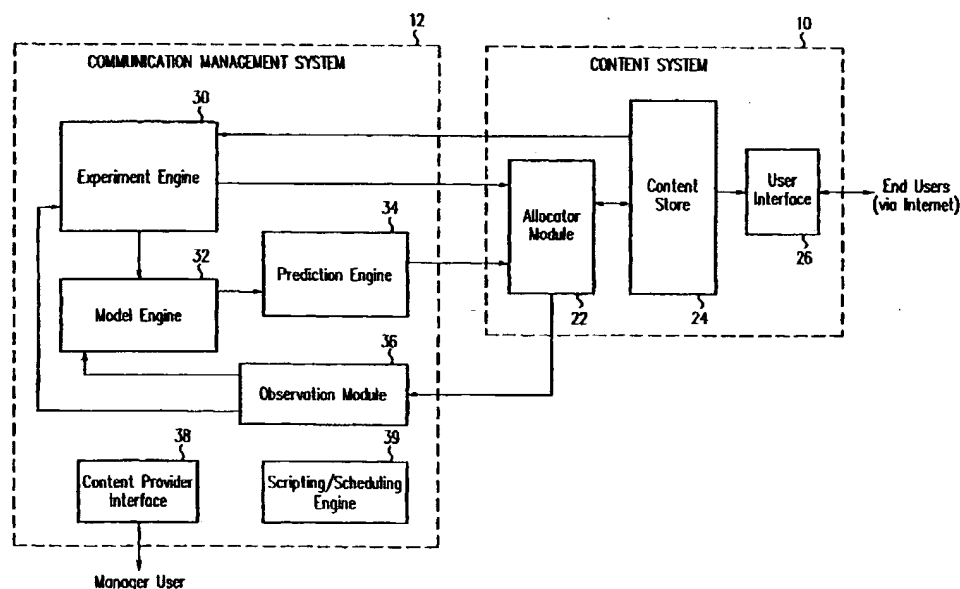 12
COMMUNICATION MANAGEMENT SYSTEM
30
Experiment Engine
32
Model Engine
34
Prediction Engine
36
Observation Module
38
Content Provider
Interface
39
Scripting/Scheduling
Engine
Manager User
10
CONTENT SYSTEM
Allocator
Module
22
Content
Store
24
User
Interface
26
End Users
(via Internet)